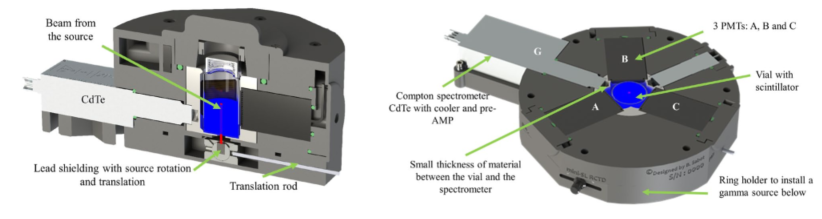 Beam from
the source
CdTe
Lead shielding with source rotation
and translation
Translation rod
G
B
A
C
3 PMTs: A, B and C
Vial with
scintillator
Compton spectrometer
CdTe with cooler and pre-
AMP
Small thickness of material
between the vial and the
spectrometer
Ring holder to install a
gamma source below